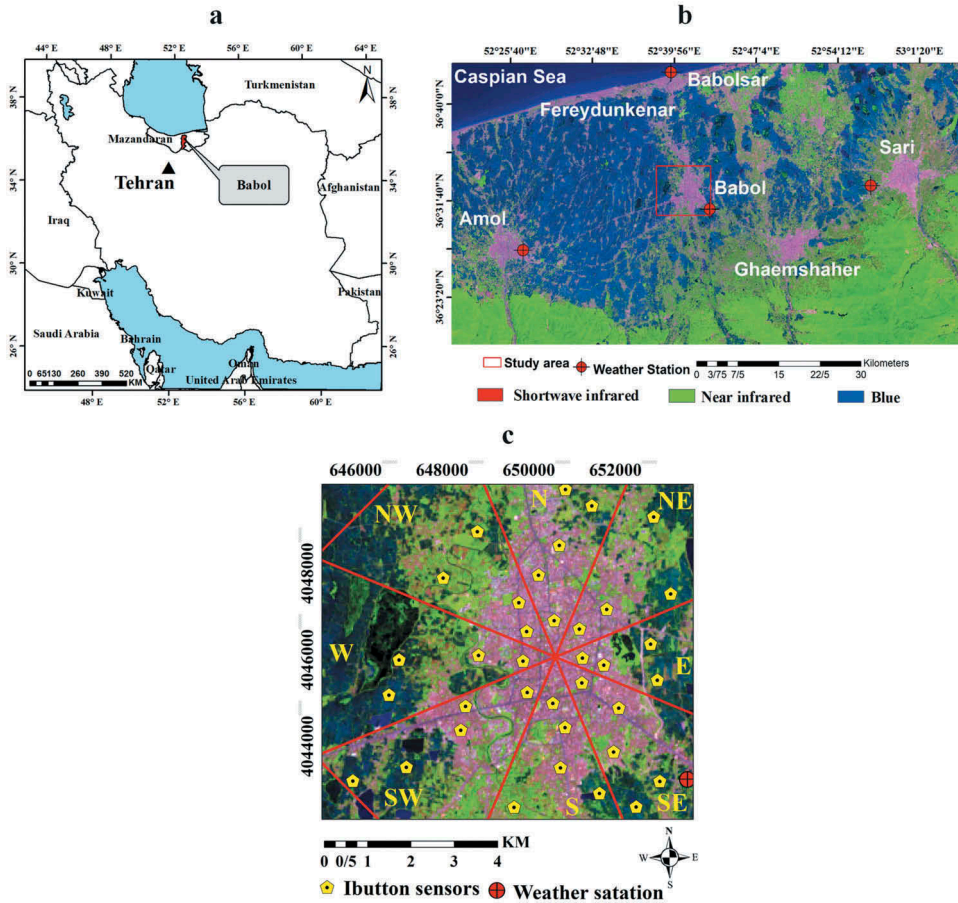 a
44° E 48° E 52° E 56° E 60° E 64° E
38° N
34° N
30° N
26° N
38° N
34° N
30° N
26° N
N
Turkmenistan
Mazandaran
Tehran
Babol
Afghanistan
Iraq
Kuwait
Pakistan
Saudi Arabia
Bahrain
Qatar
Oman
United Arab Emirates
0 65130 260 390 520
KM
48° E 52° E 56° E 60° E
b
52°25'40"E 52°32'48"E 52°39'56"E 52°47'4"E 52°54'12"E 53°1'20"E
36°40'0"N
36°31'40"N
36°23'20"N
Caspian Sea
Babolsar
Fereydunkenar
Sari
Babol
Amol
Ghaemshaher
Study area
Weather Station
Kilometers
0 3/75 7/5 15 22/5 30
Shortwave infrared
Near infrared
Blue
c
646000 648000 650000 652000
4048000
4046000
4044000
NW
N
NE
W
E
SW
S
SE
KM
0 0/5 1 2 3 4
N
W
E
S
Ibutton sensors
Weather satation